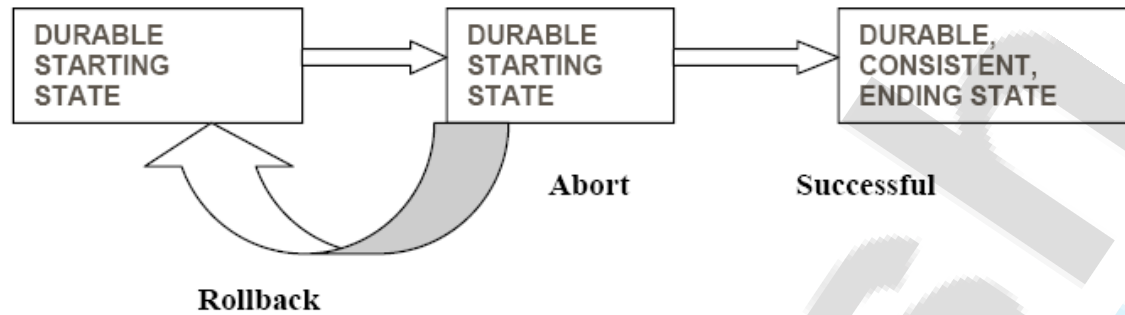 DURABLE
STARTING
STATE
DURABLE
STARTING
STATE
DURABLE,
CONSISTENT,
ENDING STATE
Abort
Successful
Rollback